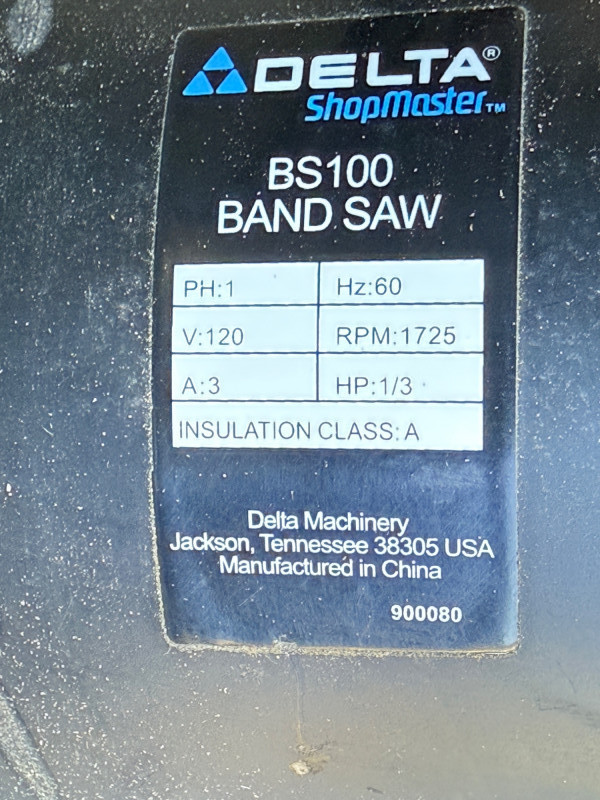 DELTA®
ShopMaster™
BS100
BAND SAW
PH:1 Hz:60
V:120 RPM:1725
A:3 HP:1/3
INSULATION CLASS: A
Delta Machinery
Jackson, Tennessee 38305 USA
Manufactured in China
900080